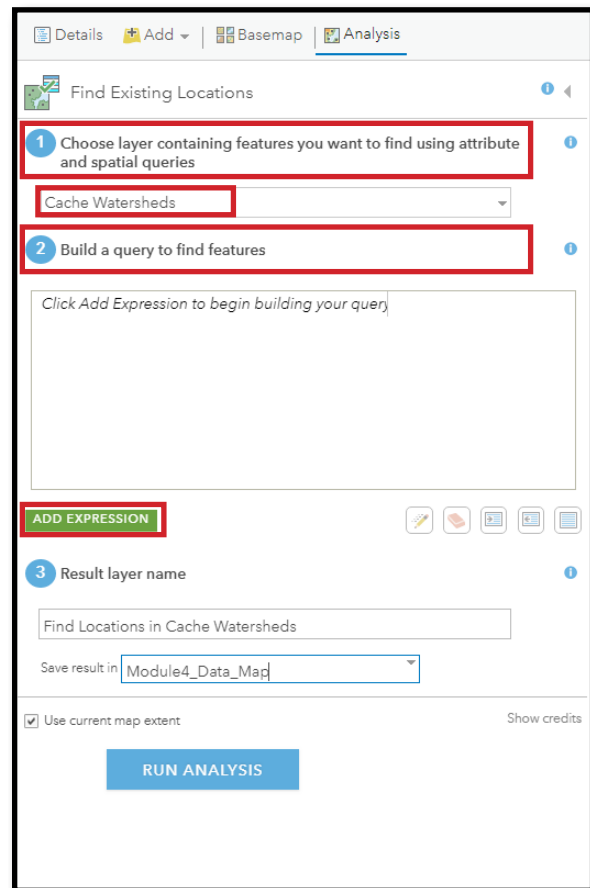 Details Add Basemap Analysis
Find Existing Locations
1 Choose layer containing features you want to find using attribute
and spatial queries
Cache Watersheds
2 Build a query to find features
Click Add Expression to begin building your query
ADD EXPRESSION
3 Result layer name
Find Locations in Cache Watersheds
Save result in Module4_Data_Map
Use current map extent Show credits
RUN ANALYSIS